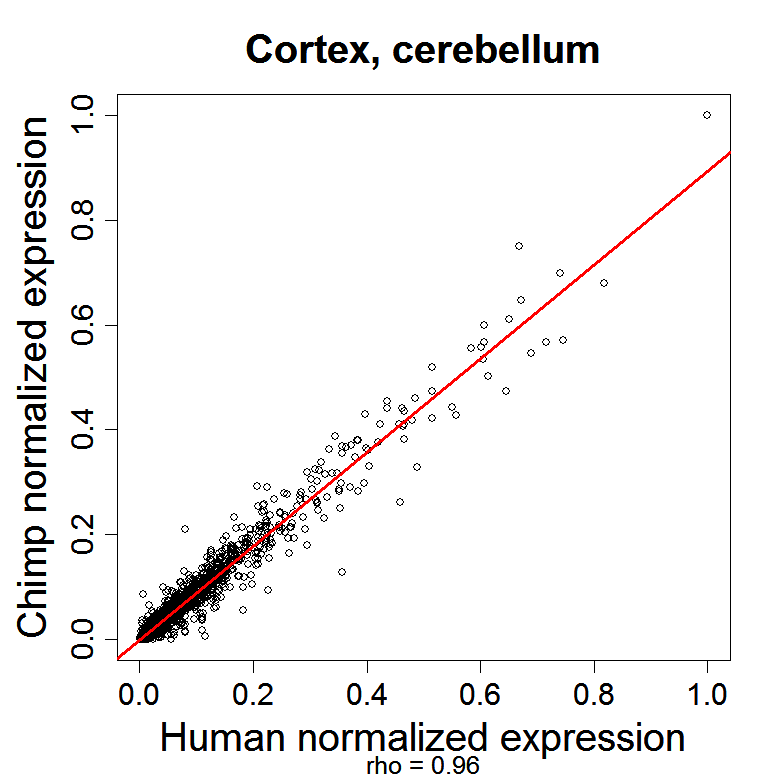 Cortex, cerebellum
Chimp normalized expression
1.0
0.8
0.6
0.4
0.2
0.0
0.0 0.2 0.4 0.6 0.8 1.0
Human normalized expression
rho = 0.96